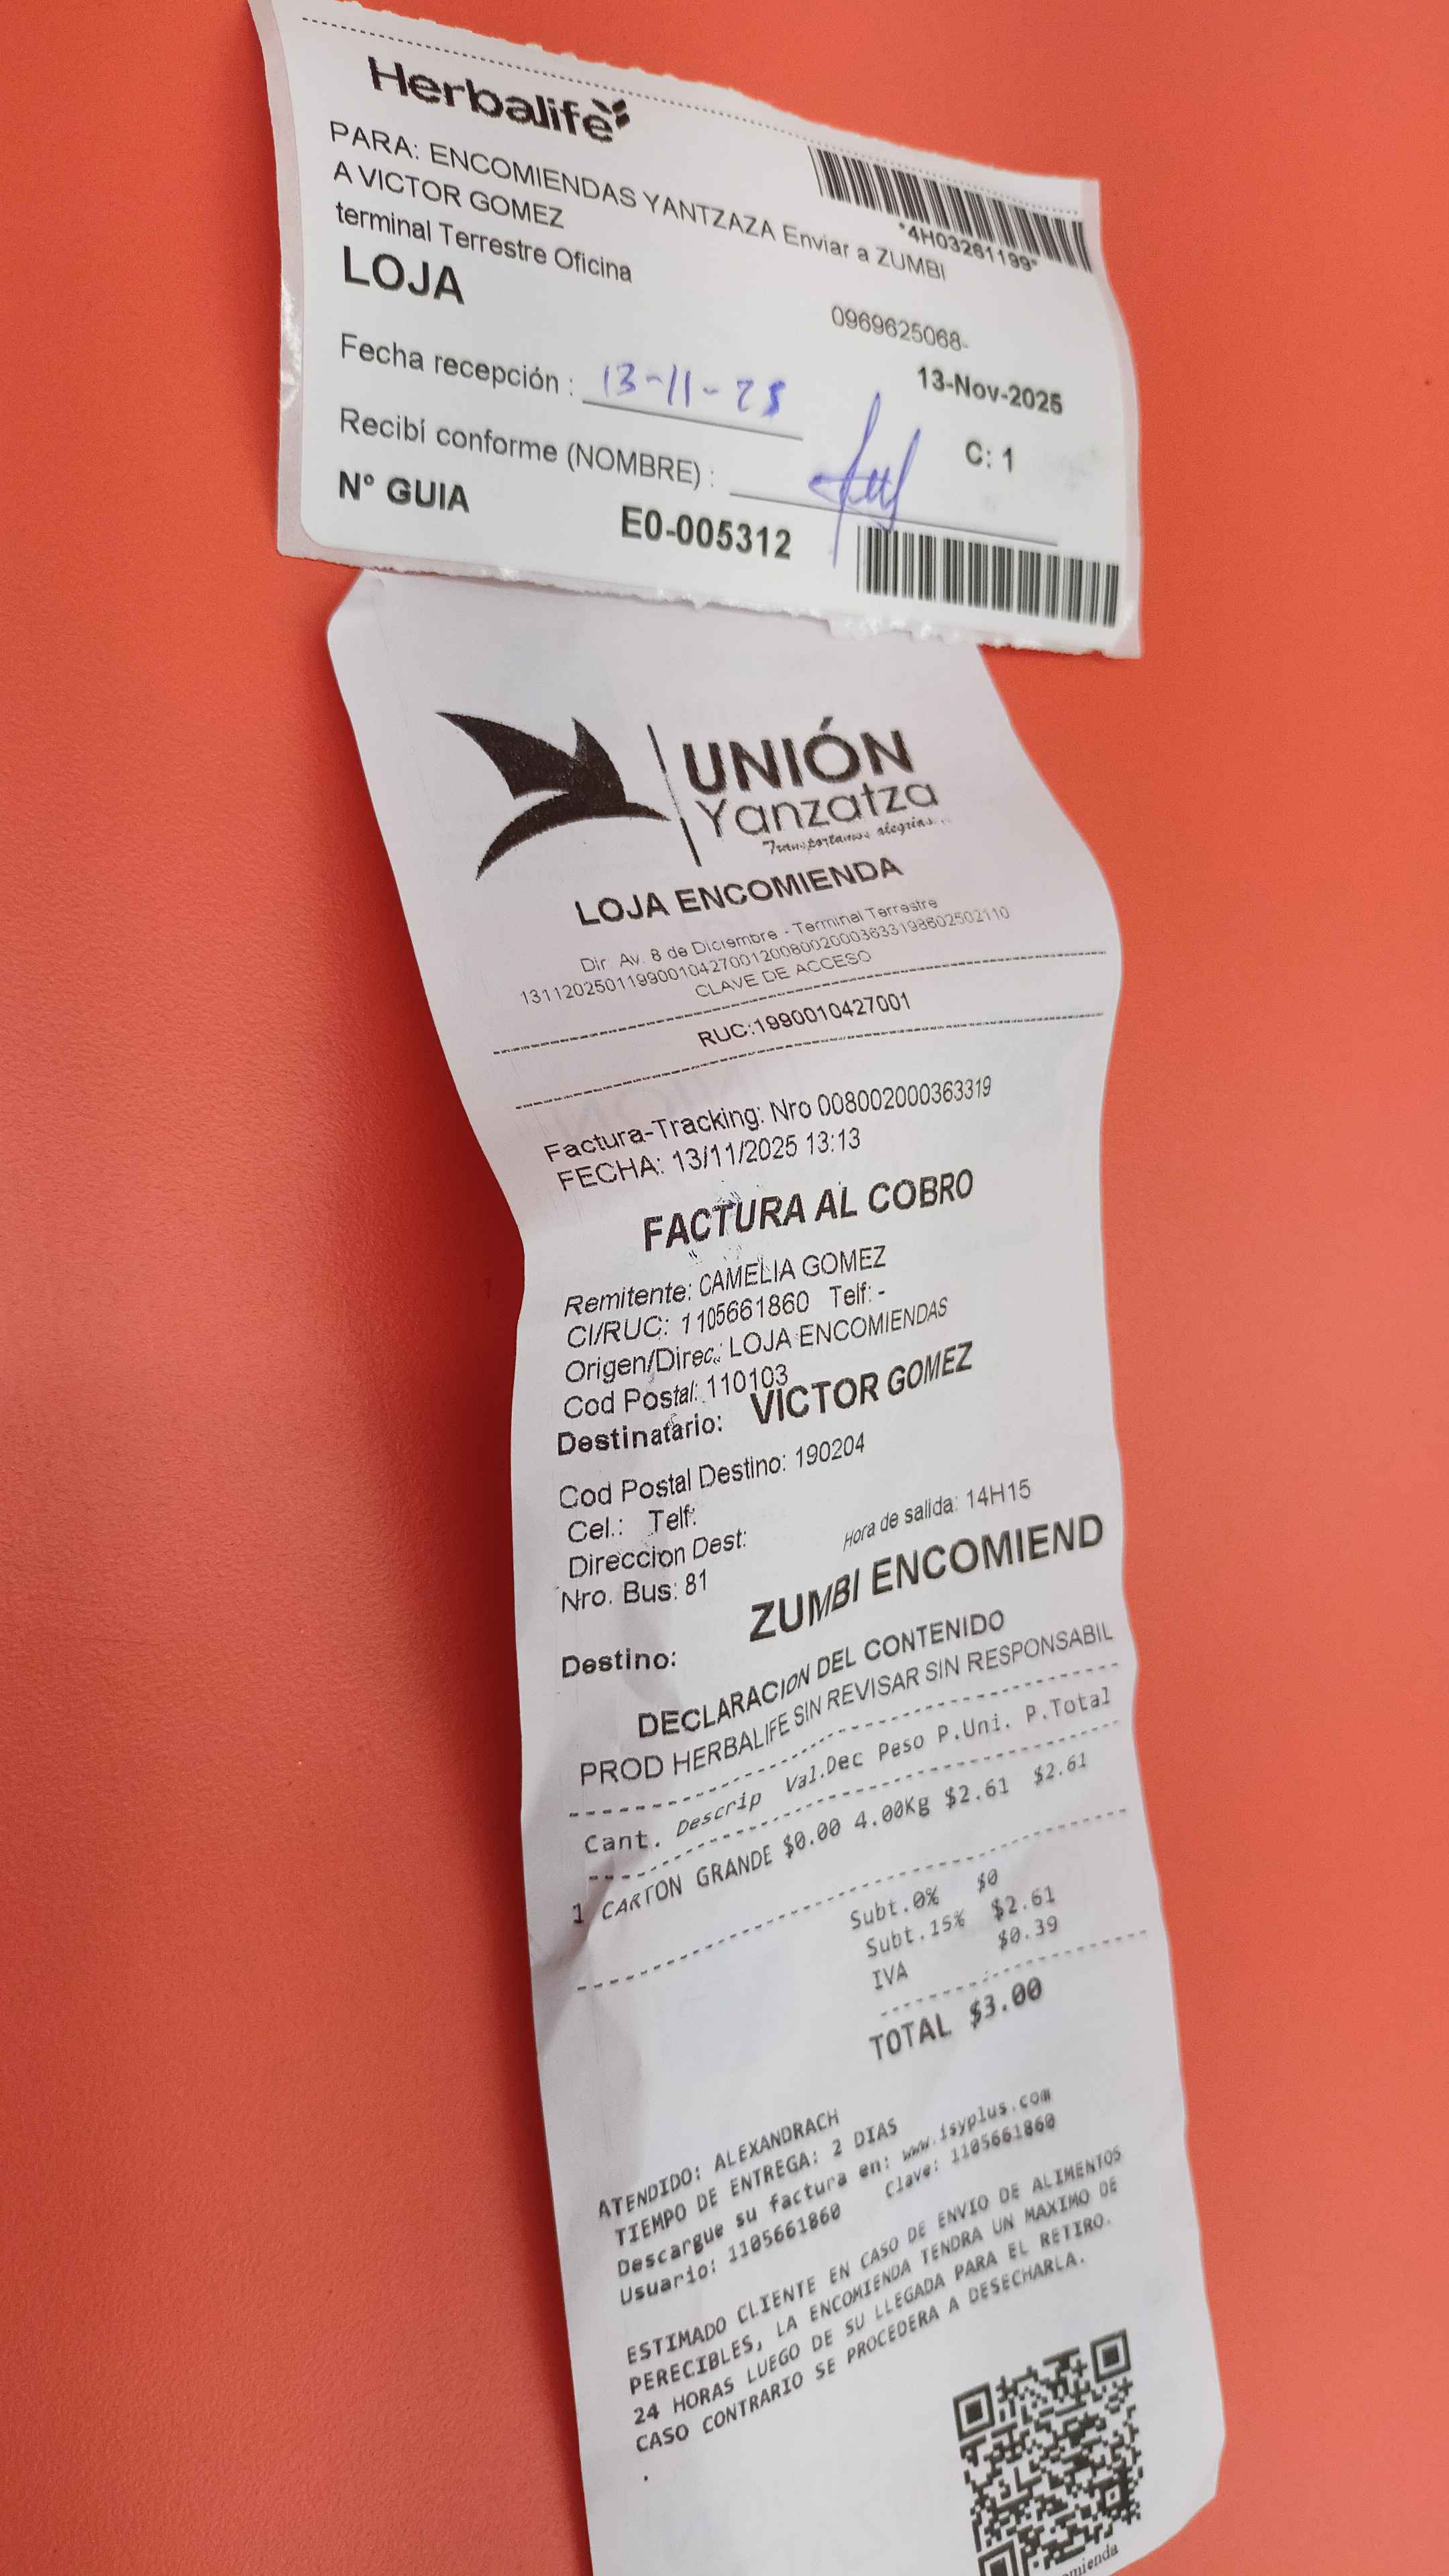 Herbalife
PARA: ENCOMIENDAS YANTZAZA Enviar a ZUMBI
A VICTOR GOMEZ
terminal Terrestre Oficina
LOJA
*4H03261199*
0969625068-
Fecha recepción : 13-11-25
13-Nov-2025
Recibí conforme (NOMBRE) :
C: 1
N° GUIA E0-005312
UNIÓN
Yanzatza
"Transportamos alegrías...
LOJA ENCOMIENDA
Dir Av. 8 de Diciembre - Terminal Terrestre
1311202501199001042700120080020003633198602502110
CLAVE DE ACCESO
RUC:1990010427001
Factura-Tracking: Nro 008002000363319
FECHA: 13/11/2025 13:13
FACTURA AL COBRO
Remitente: CAMELIA GOMEZ
CI/RUC: 1105661860 Telf: -
Origen/Direc.: LOJA ENCOMIENDAS
Cod Postal: 110103
Destinatario: VICTOR GOMEZ
Cod Postal Destino: 190204
Cel.: Telf:
Direccion Dest:
Hora de salida: 14H15
Nro. Bus: 81
Destino: ZUMBI ENCOMIEND
DECLARACION DEL CONTENIDO
PROD HERBALIFE SIN REVISAR SIN RESPONSABIL
Cant. Descrip Val.Dec Peso P.Uni. P.Total
1 CARTON GRANDE $0.00 4.00Kg $2.61 $2.61
Subt.0% $0
Subt.15% $2.61
IVA $0.39
TOTAL $3.00
ATENDIDO: ALEXANDRACH
TIEMPO DE ENTREGA: 2 DIAS
Descargue su factura en: www.isyplus.com
Usuario: 1105661860 Clave: 1105661860
ESTIMADO CLIENTE EN CASO DE ENVIO DE ALIMENTOS
PERECIBLES, LA ENCOMIENDA TENDRA UN MAXIMO DE
24 HORAS LUEGO DE SU LLEGADA PARA EL RETIRO.
CASO CONTRARIO SE PROCEDERA A DESECHARLA.
.